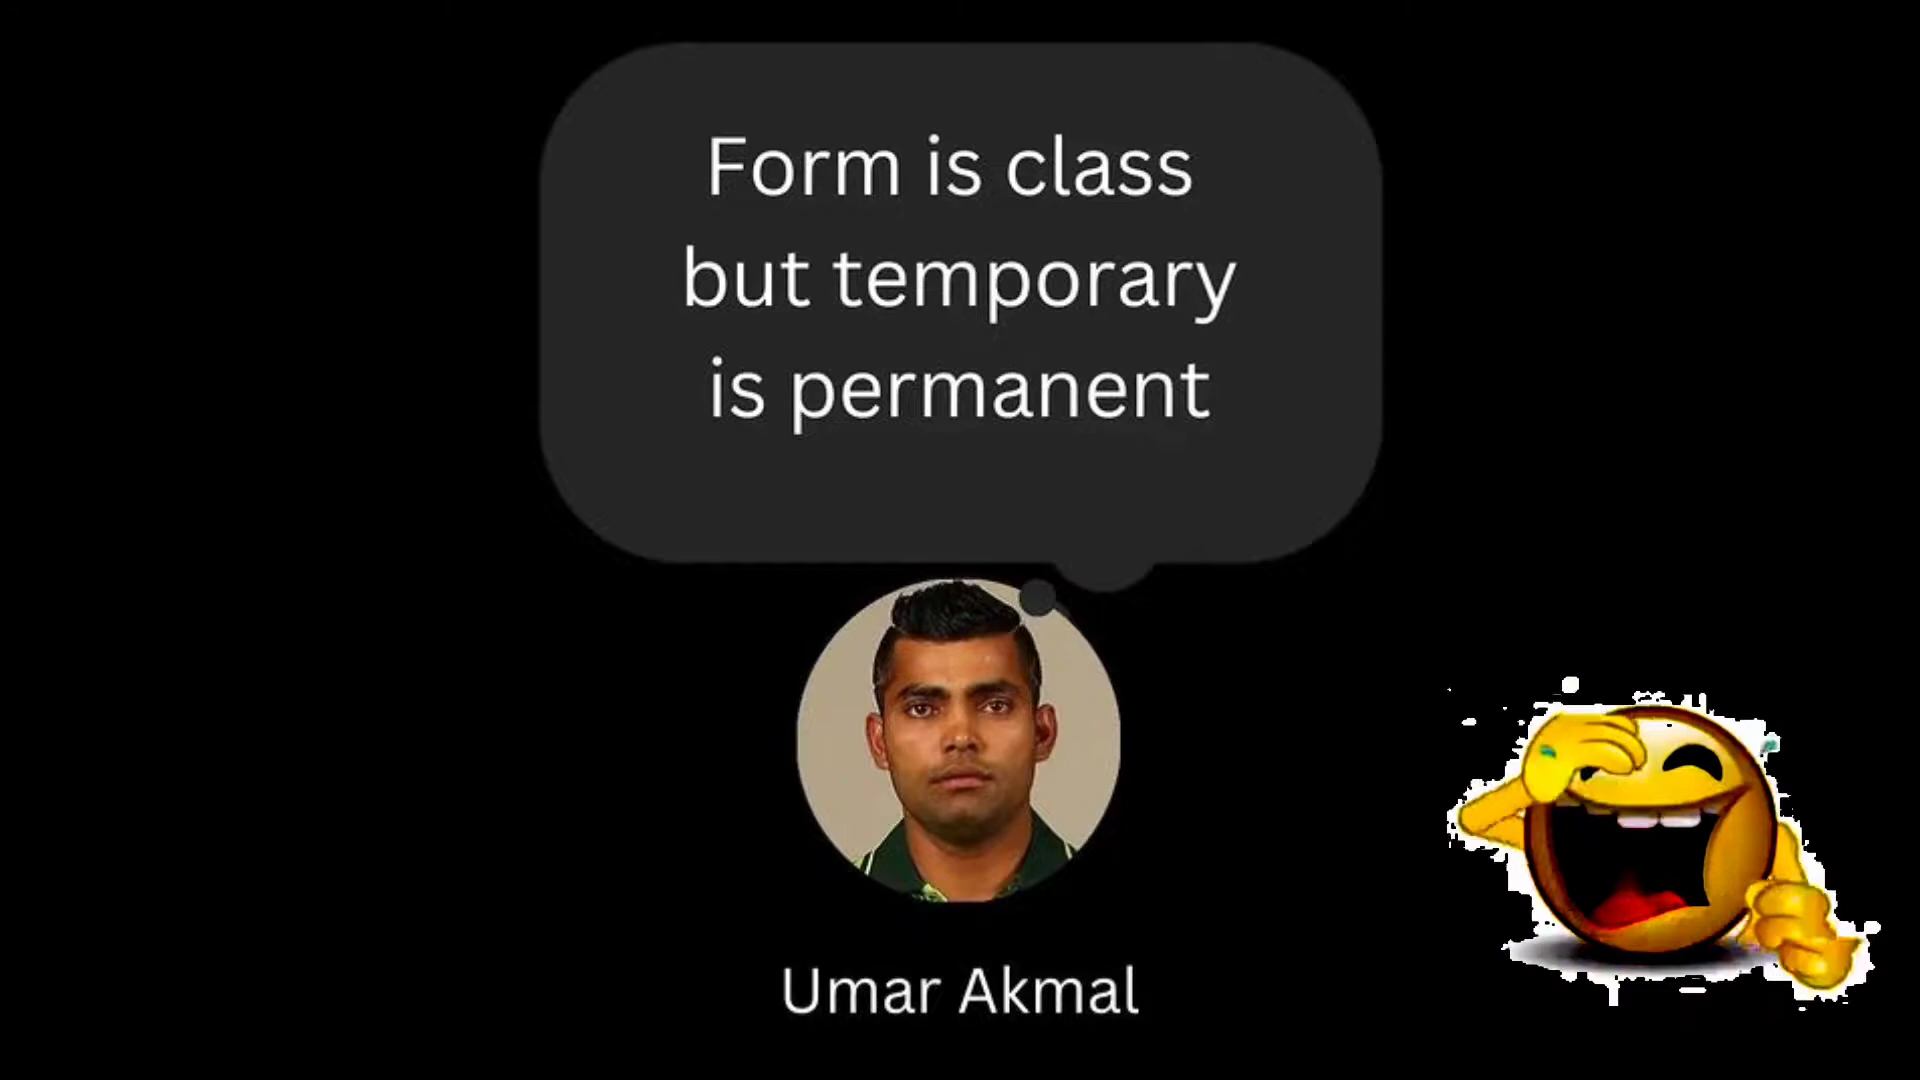 Form is class
but temporary
is permanent
Umar Akmal